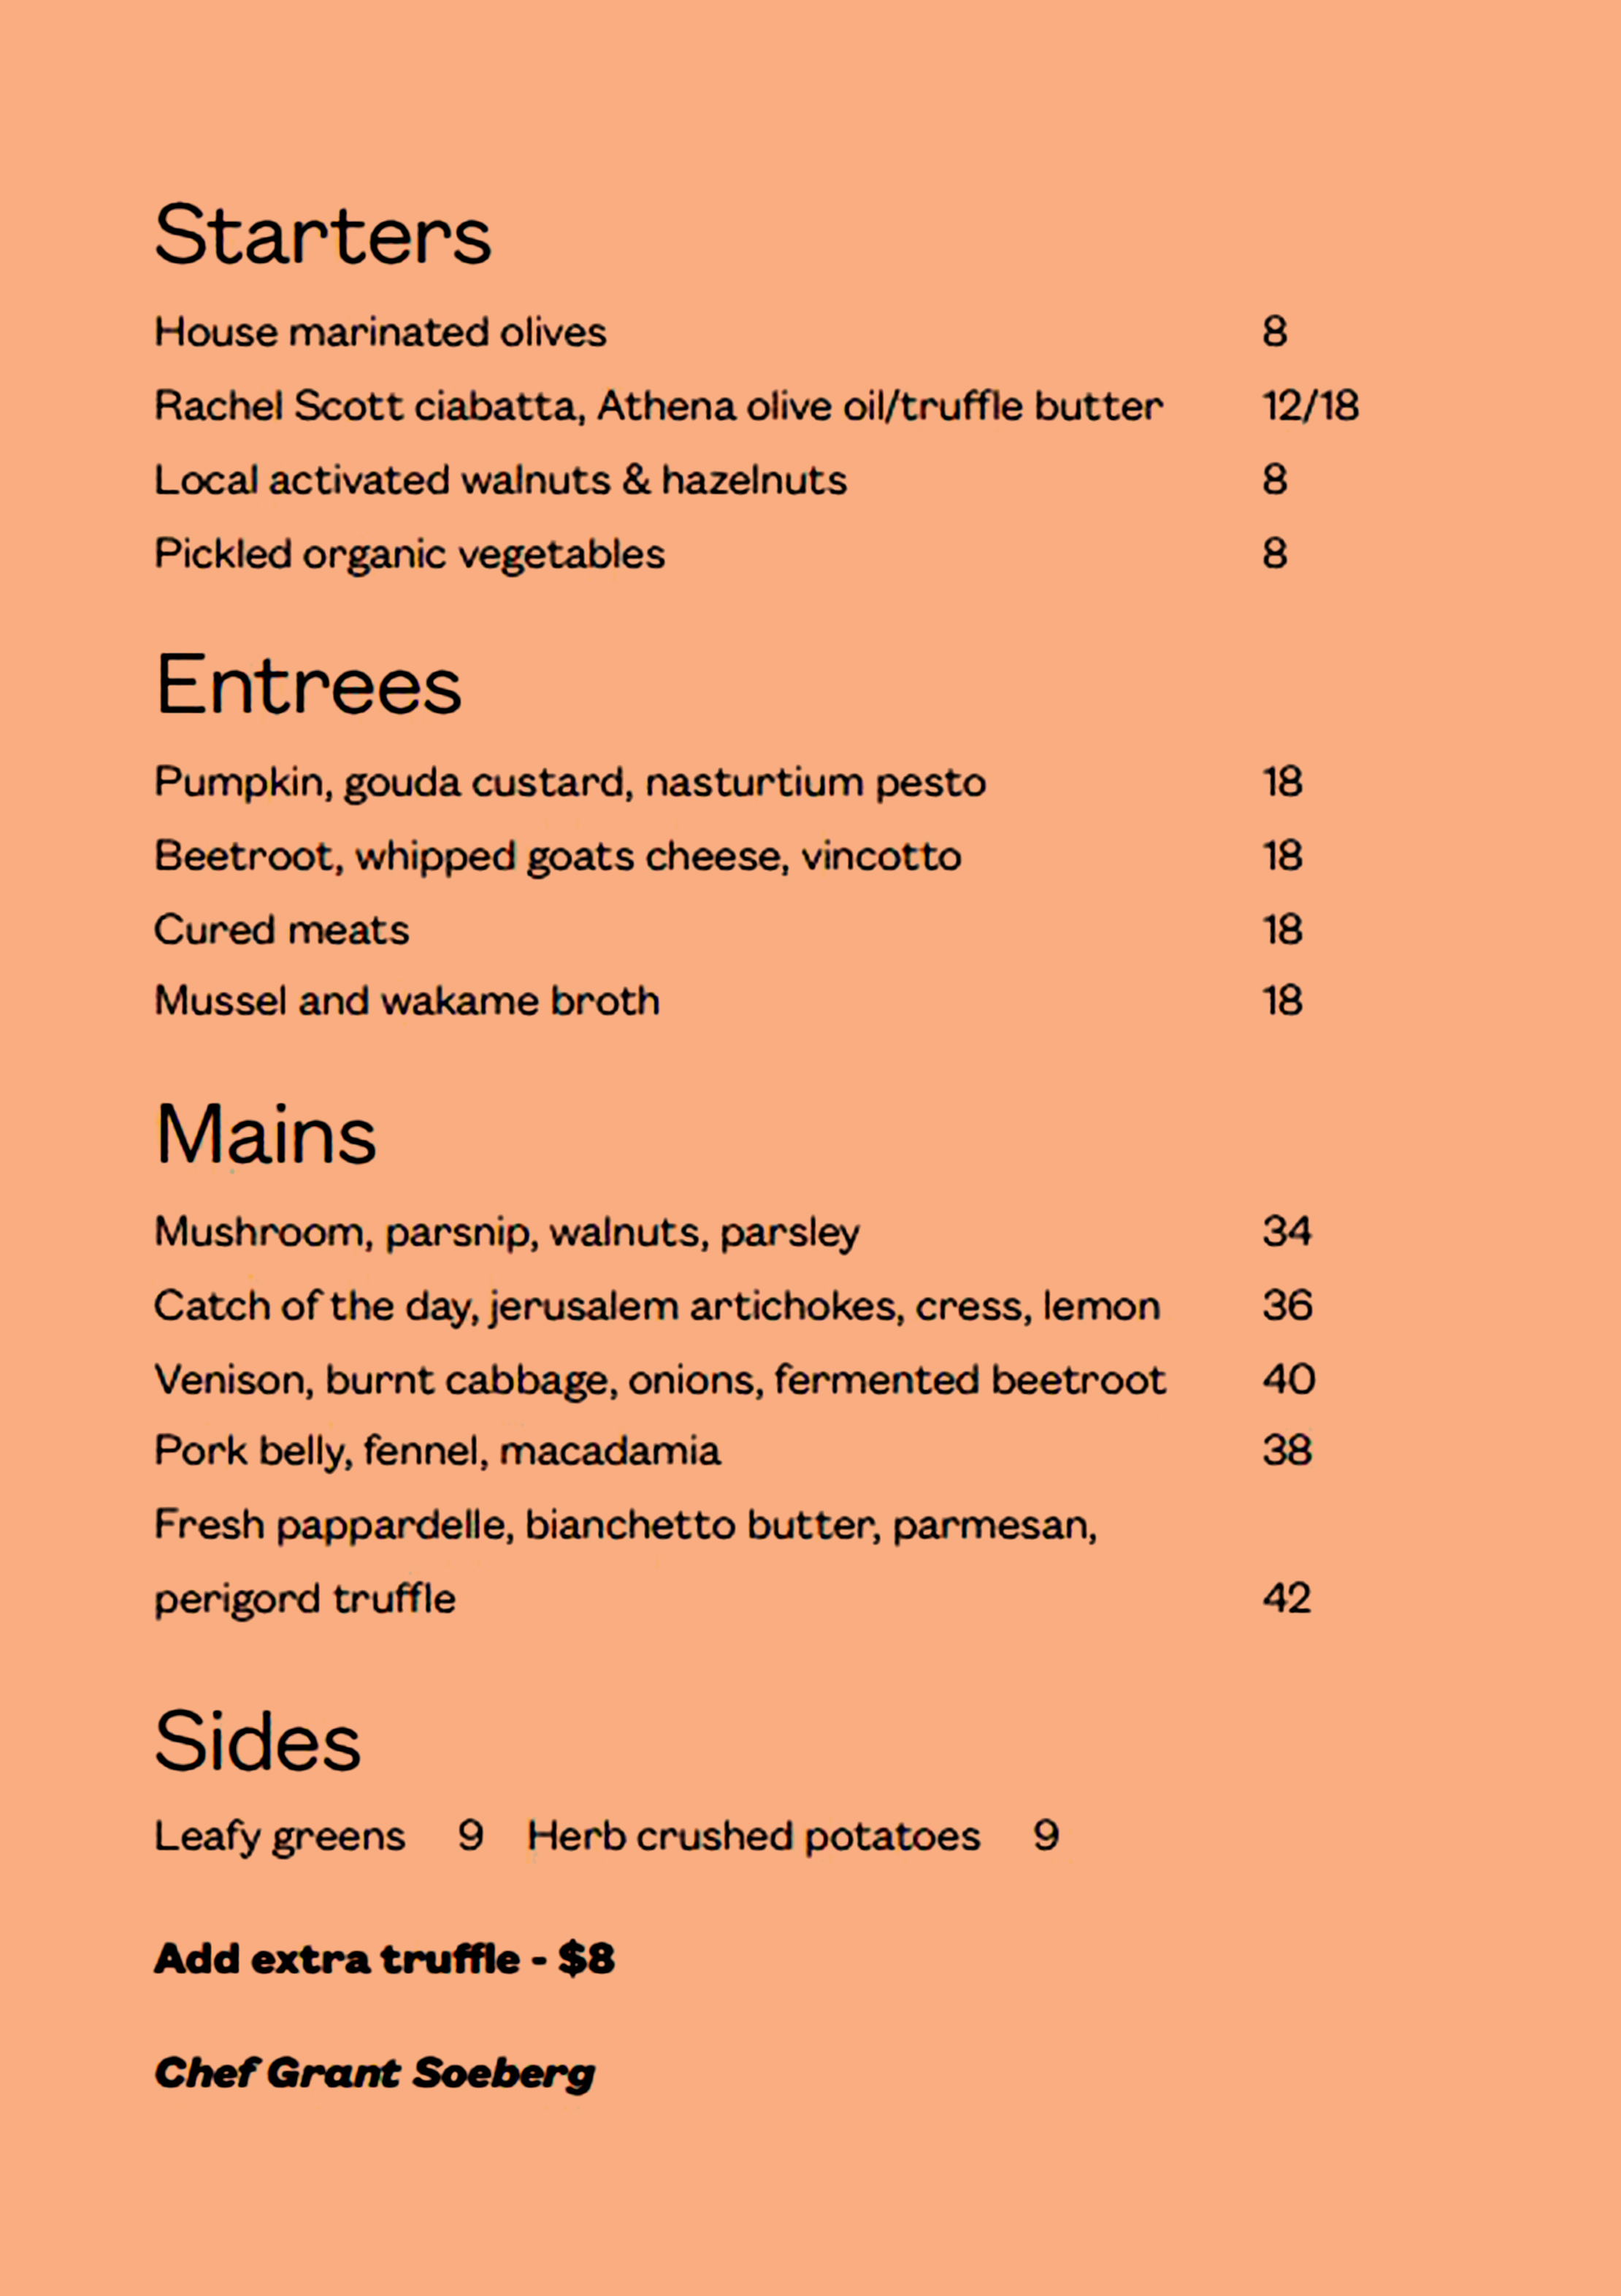 Starters
House marinated olives 8
Rachel Scott ciabatta, Athena olive oil/truffle butter 12/18
Local activated walnuts & hazelnuts 8
Pickled organic vegetables 8
Entrees
Pumpkin, gouda custard, nasturtium pesto 18
Beetroot, whipped goats cheese, vincotto 18
Cured meats 18
Mussel and wakame broth 18
Mains
Mushroom, parsnip, walnuts, parsley 34
Catch of the day, jerusalem artichokes, cress, lemon 36
Venison, burnt cabbage, onions, fermented beetroot 40
Pork belly, fennel, macadamia 38
Fresh pappardelle, bianchetto butter, parmesan,
perigord truffle 42
Sides
Leafy greens 9 Herb crushed potatoes 9
Add extra truffle - $8
Chef Grant Soeberg